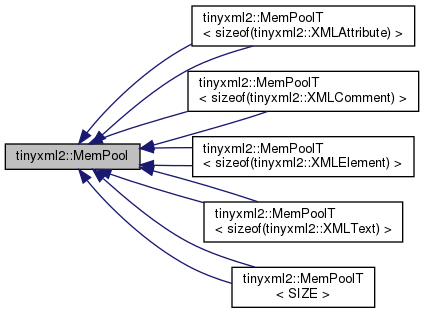 tinyxml2::MemPoolT
< sizeof(tinyxml2::XMLAttribute) >
tinyxml2::MemPoolT
< sizeof(tinyxml2::XMLComment) >
tinyxml2::MemPool
tinyxml2::MemPoolT
< sizeof(tinyxml2::XMLElement) >
tinyxml2::MemPoolT
< sizeof(tinyxml2::XMLText) >
tinyxml2::MemPoolT
< SIZE >